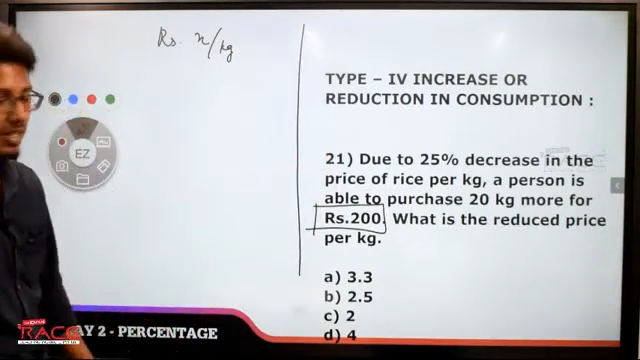 Rs. x/kg
TYPE – IV INCREASE OR
REDUCTION IN CONSUMPTION :
21) Due to 25% decrease in the
price of rice per kg, a person is
able to purchase 20 kg more for
Rs.200. What is the reduced price
per kg.
a) 3.3
b) 2.5
c) 2
d) 4
EZ
RACE
AY 2 - PERCENTAGE